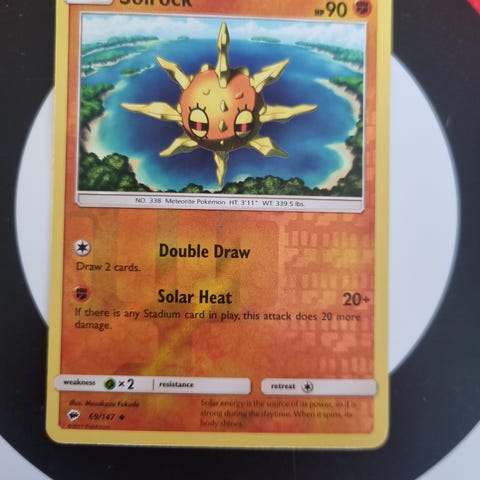 Solrock
HP 90
NO. 338 Meteorite Pokémon HT: 3'11" WT: 339.5 lbs.
Double Draw
Draw 2 cards.
Solar Heat 20+
If there is any Stadium card in play, this attack does 20 more
damage.
weakness ×2 resistance retreat
Illus. Masakazu Fukuda
69/147
©2017 Pokémon
Solar energy is the source of its power, so it is
strong during the daytime. When it spins, its
body shines.